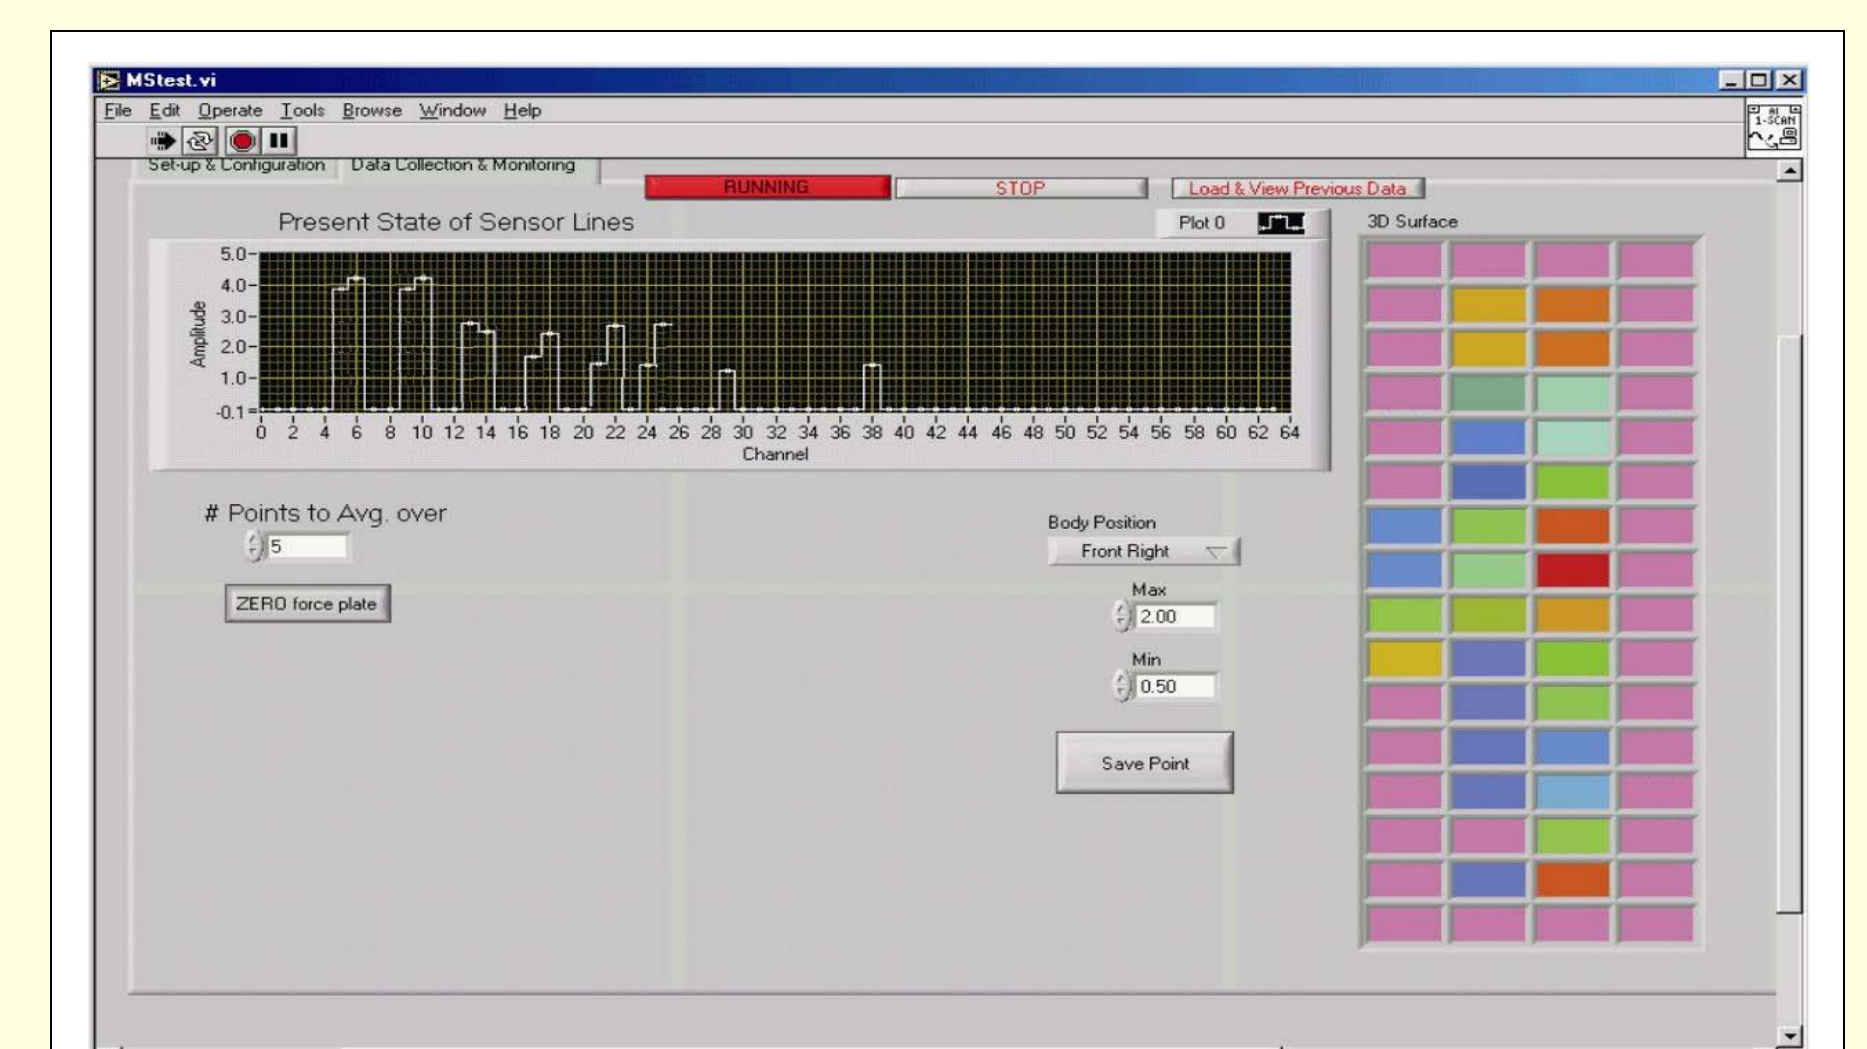 MStest.vi
File Edit Operate Tools Browse Window Help
AI
1-SCAN
Set-up & Configuration Data Collection & Monitoring
RUNNING STOP Load & View Previous Data
Present State of Sensor Lines Plot 0 3D Surface
5.0
4.0
3.0
2.0
1.0
-0.1
Amplitude
0 2 4 6 8 10 12 14 16 18 20 22 24 26 28 30 32 34 36 38 40 42 44 46 48 50 52 54 56 58 60 62 64
Channel
# Points to Avg. over
5
ZERO force plate
Body Position
Front Right
Max
2.00
Min
0.50
Save Point